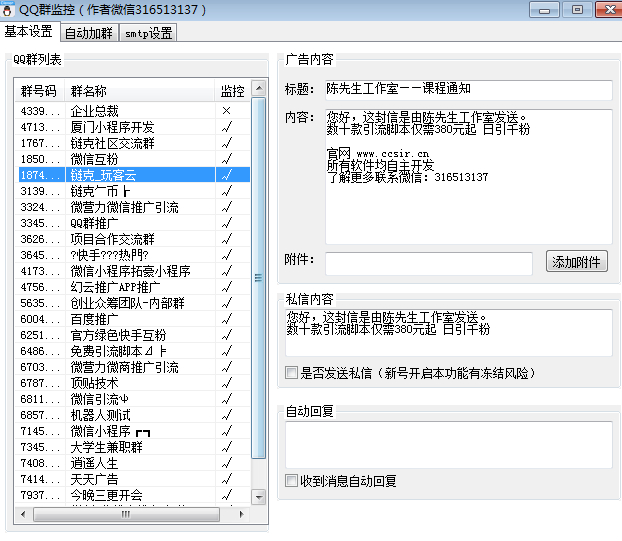 QQ群监控（作者微信316513137）
基本设置 自动加群 smtp设置
QQ群列表
群号码 群名称 监控
4339... 企业总裁 ×
4713... 厦门小程序开发 √
1767... 链克社区交流群 √
1850... 微信互粉 √
1874... 链克_玩客云 √
3139... 链克亠币┝ √
3324... 微营力微信推广引流 √
3345... QQ群推广 √
3626... 项目合作交流群 √
3645... ?快手???热門? √
4173... 微信小程序拓豪小程序 √
4756... 幻云推广APP推广 √
5635... 创业众筹团队-内部群 √
6004... 百度推广 √
6251... 官方绿色快手互粉 √
6486... 免费引流脚本⊿┝ √
6703... 微营力微商推广引流 √
6787... 顶贴技术 √
6811... 微信引流ψ √
6857... 机器人测试 √
7145... 微信小程序┏┓ √
7345... 大学生兼职群 √
7408... 逍遥人生 √
7414... 天天广告 √
7937... 今晚三更开会 √
广告内容
标题： 陈先生工作室——课程通知
内容： 您好，这封信是由陈先生工作室发送。
数十款引流脚本仅需380元起 日引千粉
官网 www.ccsir.cn
所有软件均自主开发
了解更多联系微信：316513137
附件： 添加附件
私信内容
您好，这封信是由陈先生工作室发送。
数十款引流脚本仅需380元起 日引千粉
是否发送私信（新号开启本功能有冻结风险）
自动回复
收到消息自动回复